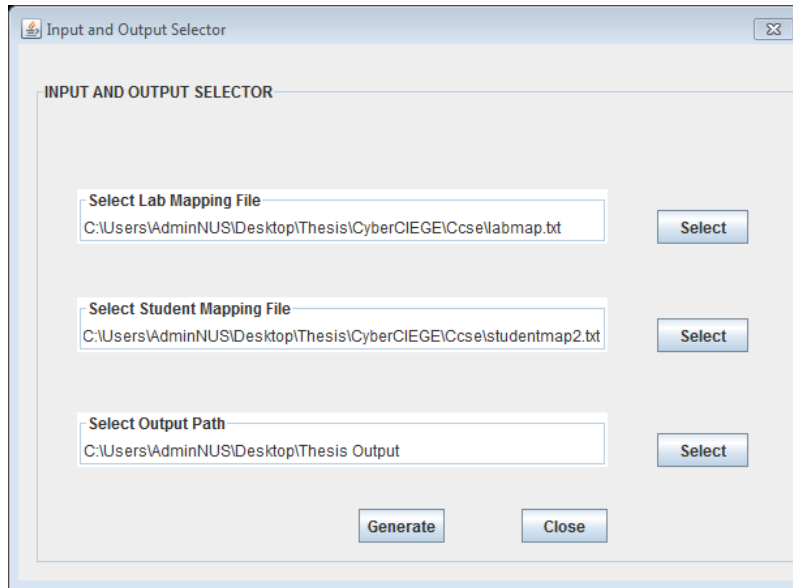 Input and Output Selector
INPUT AND OUTPUT SELECTOR
Select Lab Mapping File
C:\Users\AdminNUS\Desktop\Thesis\CyberCIEGE\Ccse\labmap.txt
Select
Select Student Mapping File
C:\Users\AdminNUS\Desktop\Thesis\CyberCIEGE\Ccse\studentmap2.txt
Select
Select Output Path
C:\Users\AdminNUS\Desktop\Thesis Output
Select
Generate Close